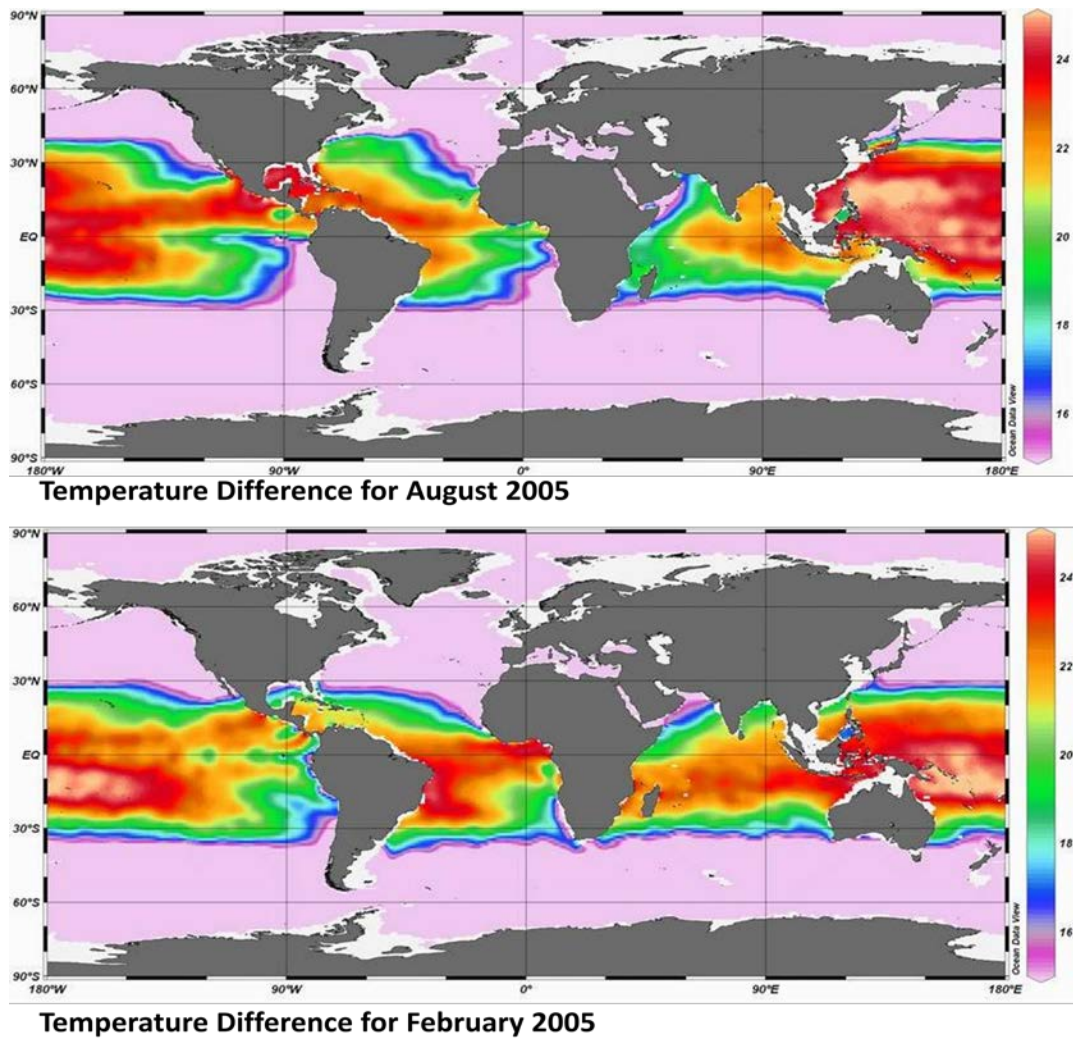 90°N
60°N
30°N
EQ
30°S
60°S
90°S
180°W 90°W 0° 90°E 180°E
24
22
20
18
16
Ocean Data View
Temperature Difference for August 2005
90°N
60°N
30°N
EQ
30°S
60°S
90°S
180°W 90°W 0° 90°E 180°E
24
22
20
18
16
Ocean Data View
Temperature Difference for February 2005